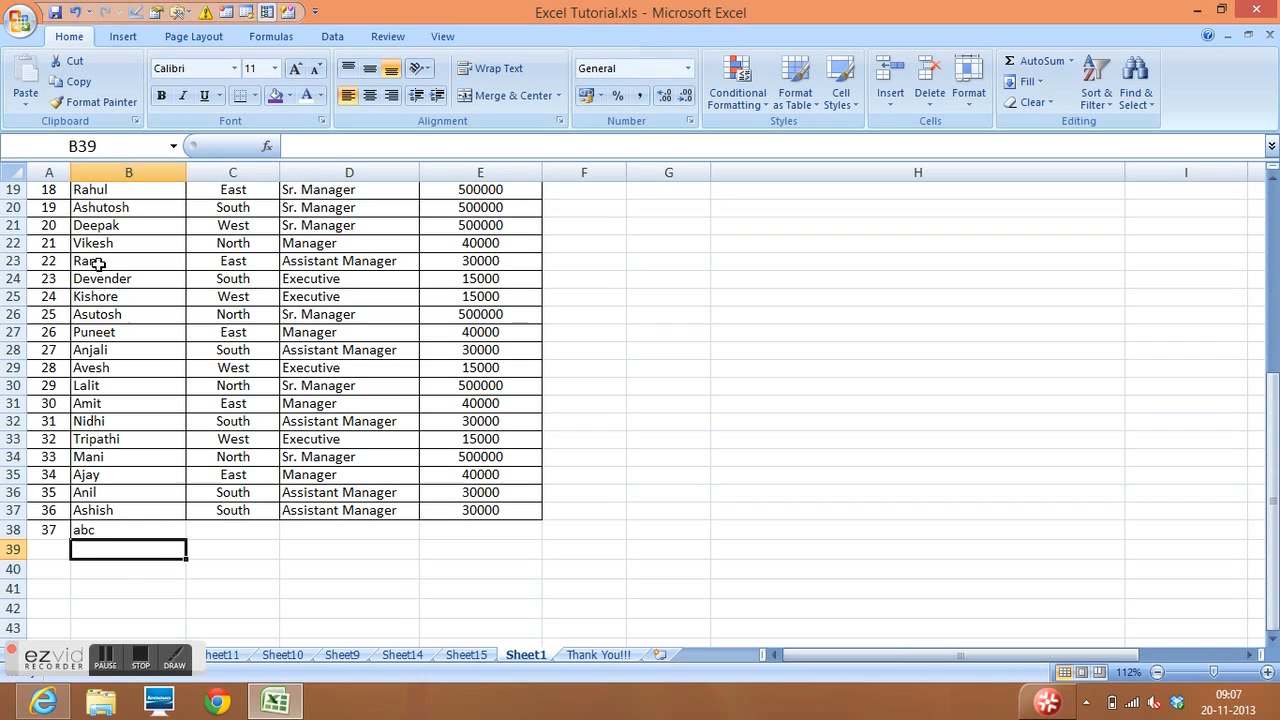 Excel Tutorial.xls - Microsoft Excel
Home Insert Page Layout Formulas Data Review View
Paste Cut Copy Format Painter Clipboard
Calibri 11 B I U A A A Font
Wrap Text Merge & Center Alignment
General % , Number
Conditional Formatting Format as Table Cell Styles Styles
Insert Delete Format Cells
Σ AutoSum Fill Clear Sort & Filter Find & Select Editing
B39 fx
A B C D E F G H I
19 18 Rahul East Sr. Manager 500000
20 19 Ashutosh South Sr. Manager 500000
21 20 Deepak West Sr. Manager 500000
22 21 Vikesh North Manager 40000
23 22 East Assistant Manager 30000
24 23 Devender South Executive 15000
25 24 Kishore West Executive 15000
26 25 Asutosh North Sr. Manager 500000
27 26 Puneet East Manager 40000
28 27 Anjali South Assistant Manager 30000
29 28 Avesh West Executive 15000
30 29 Lalit North Sr. Manager 500000
31 30 Amit East Manager 40000
32 31 Nidhi South Assistant Manager 30000
33 32 Tripathi West Executive 15000
34 33 Mani North Sr. Manager 500000
35 34 Ajay East Manager 40000
36 35 Anil South Assistant Manager 30000
37 36 Ashish South Assistant Manager 30000
38 37 abc
39
40
41
42
43
ezvid RECORDER PAUSE STOP DRAW
Sheet10 Sheet9 Sheet14 Sheet15 Sheet1 Thank You!!!
112%
09:07
20-11-2013